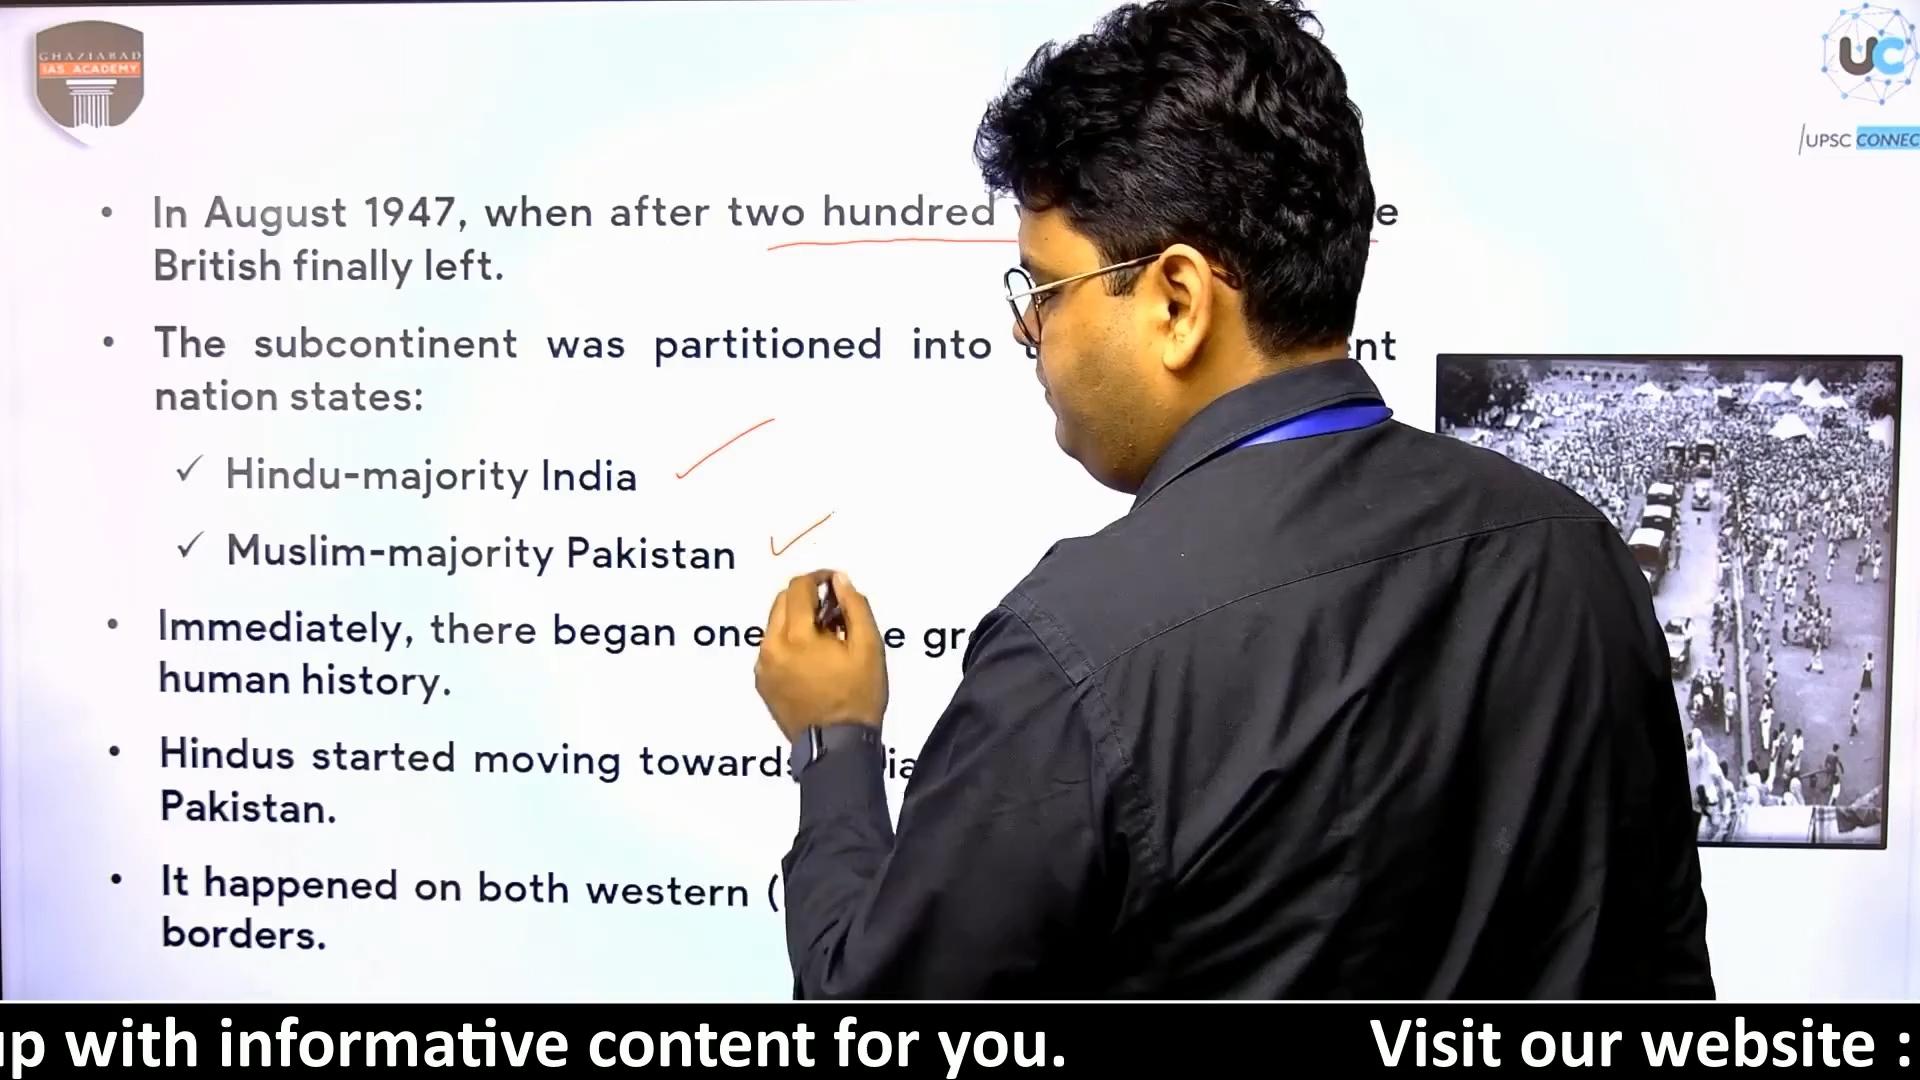 GHAZIABAD
IAS ACADEMY
UC
UPSC CONNEC
• In August 1947, when after two hundred
British finally left.
• The subcontinent was partitioned into
nation states:
✓ Hindu-majority India
✓ Muslim-majority Pakistan
• Immediately, there began one
human history.
• Hindus started moving towards
Pakistan.
• It happened on both western (
borders.
up with informative content for you. Visit our website :